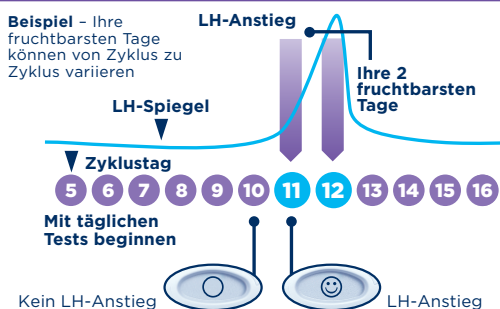 Beispiel – Ihre
fruchtbarsten Tage
können von Zyklus zu
Zyklus variieren
LH-Anstieg
Ihre 2
fruchtbarsten
Tage
LH-Spiegel
Zyklustag
5 6 7 8 9 10 11 12 13 14 15 16
Mit täglichen
Tests beginnen
Kein LH-Anstieg
LH-Anstieg